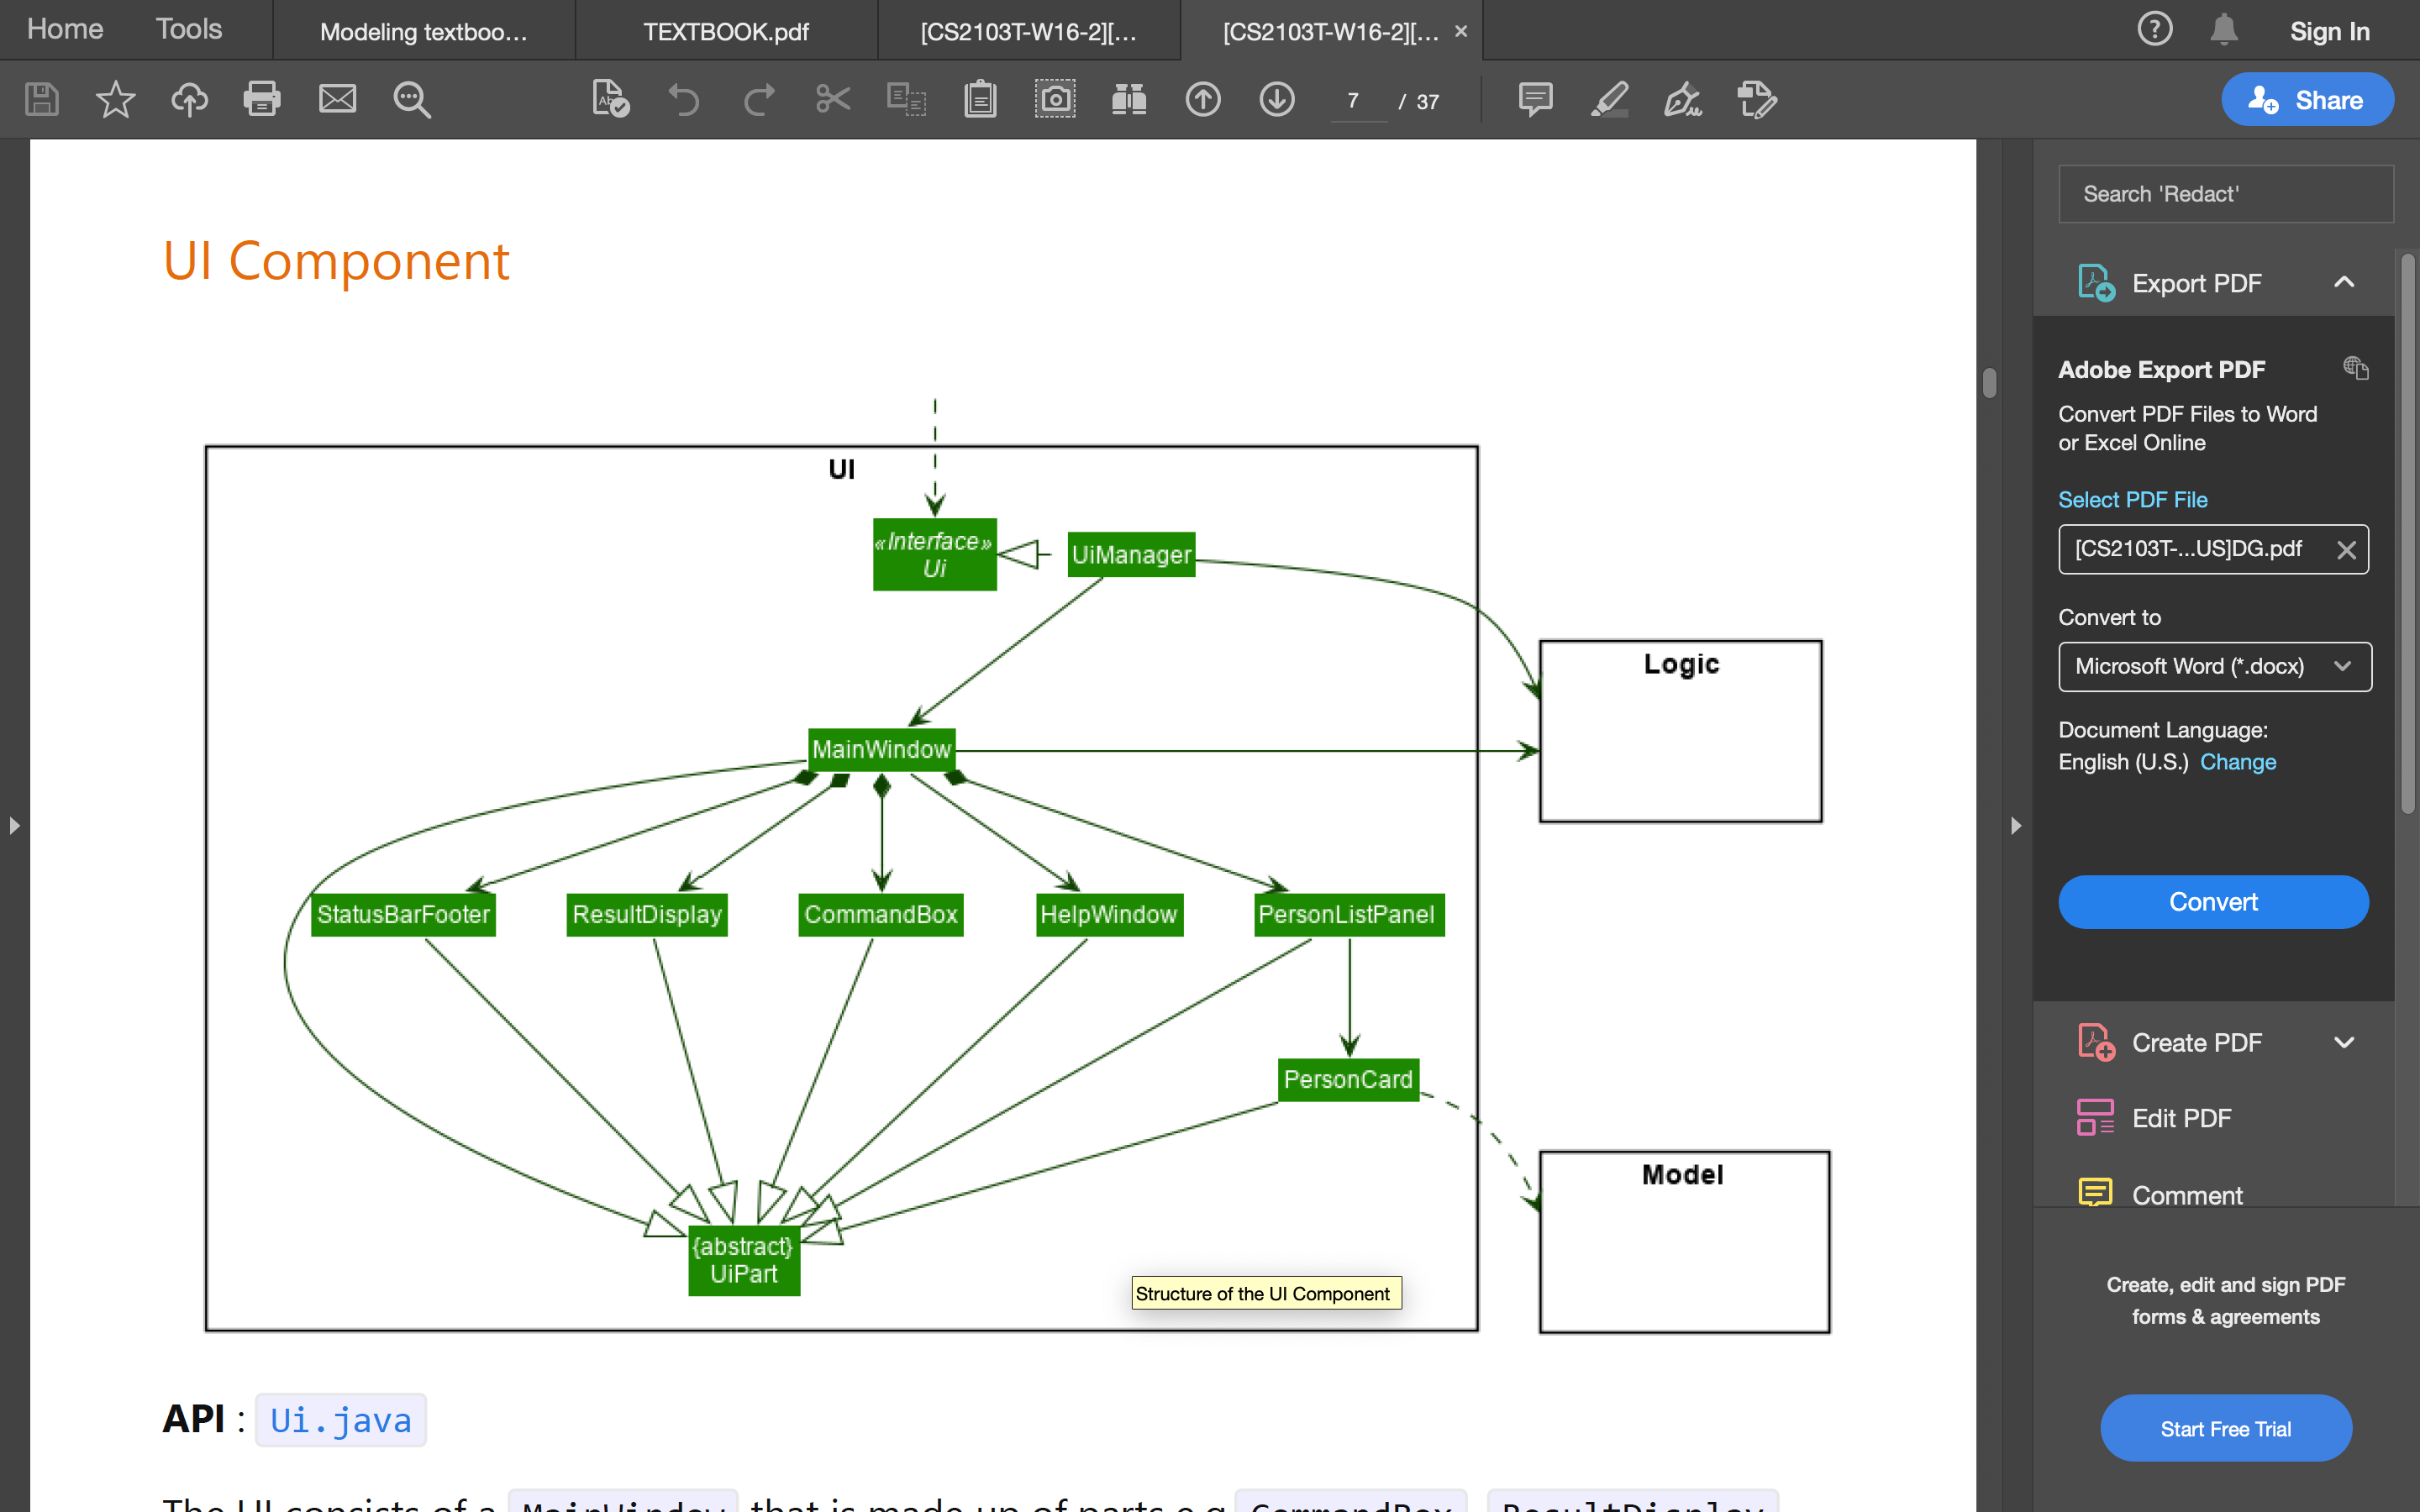 Home
Tools
Modeling textboo...
TEXTBOOK.pdf
[CS2103T-W16-2][...
[CS2103T-W16-2][...
Sign In
7 / 37
Share
UI Component
UI
«Interface»
Ui
UiManager
Logic
MainWindow
StatusBarFooter
ResultDisplay
CommandBox
HelpWindow
PersonListPanel
PersonCard
Model
{abstract}
UiPart
Structure of the UI Component
API : Ui.java
The UI consists of a MainWindow that is made up of parts e.g. CommandBox ResultDisplay
Search 'Redact'
Export PDF
Adobe Export PDF
Convert PDF Files to Word
or Excel Online
Select PDF File
[CS2103T-...US]DG.pdf
Convert to
Microsoft Word (*.docx)
Document Language:
English (U.S.) Change
Convert
Create PDF
Edit PDF
Comment
Create, edit and sign PDF
forms & agreements
Start Free Trial